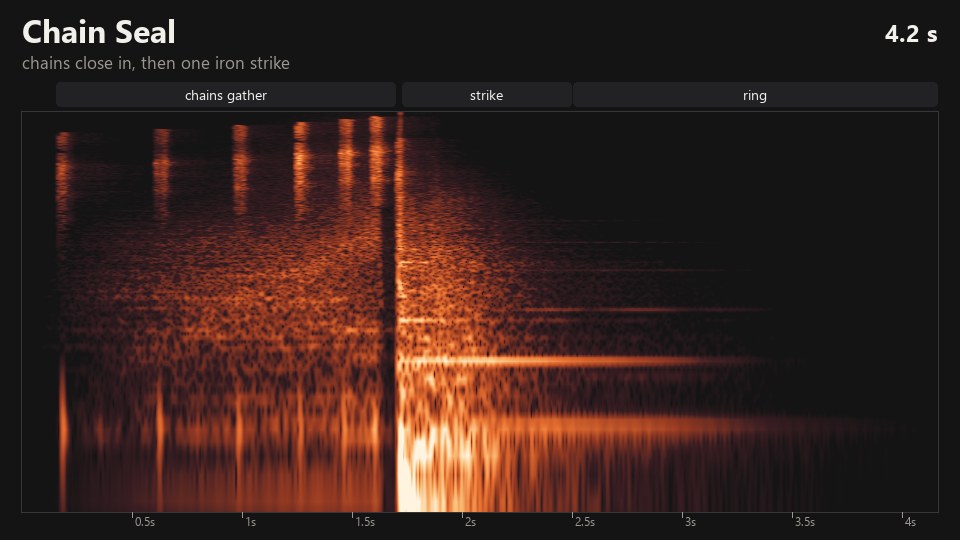 Chain Seal
4.2 s
chains close in, then one iron strike
chains gather
strike
ring
0.5s
1s
1.5s
2s
2.5s
3s
3.5s
4s